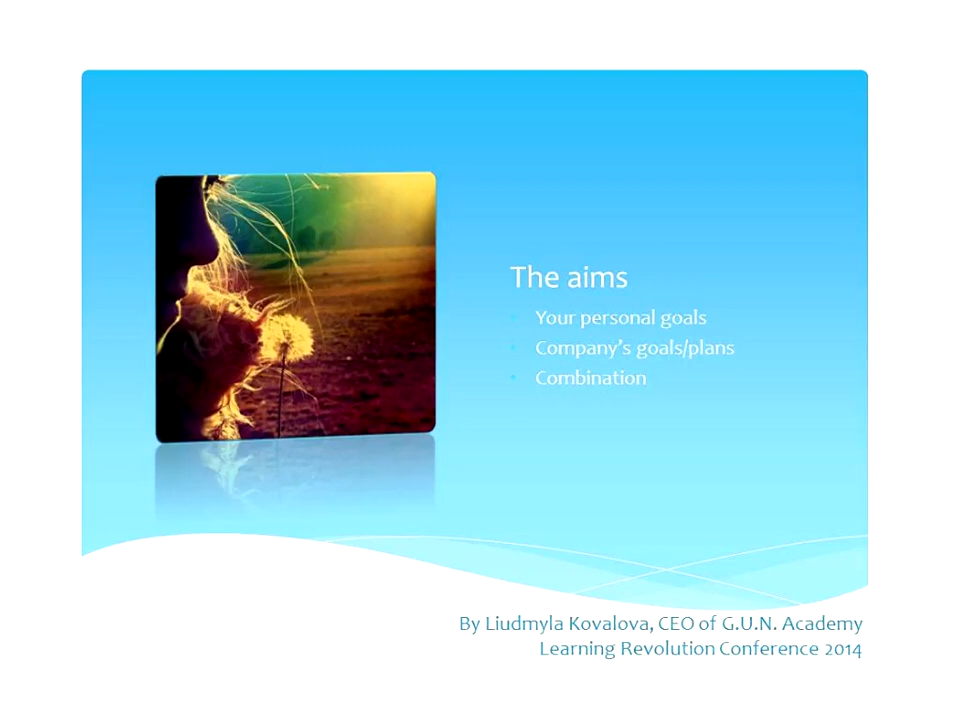 The aims
Your personal goals
Company's goals/plans
Combination
By Liudmyla Kovalova, CEO of G.U.N. Academy
Learning Revolution Conference 2014